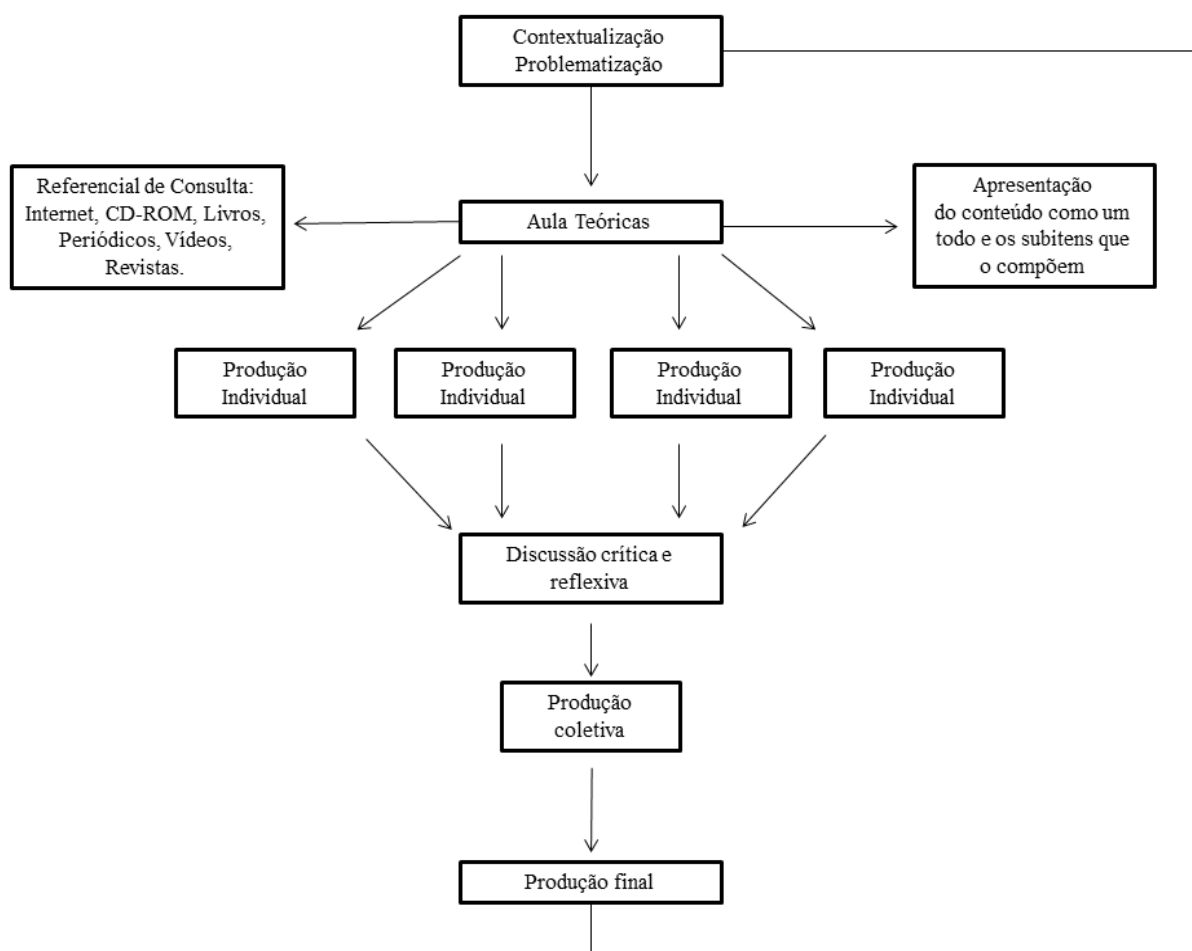 Contextualização
Problematização
Referencial de Consulta:
Internet, CD-ROM, Livros,
Periódicos, Vídeos,
Revistas.
Aula Teóricas
Apresentação
do conteúdo como um
todo e os subitens que
o compõem
Produção
Individual
Produção
Individual
Produção
Individual
Produção
Individual
Discussão crítica e
reflexiva
Produção
coletiva
Produção final